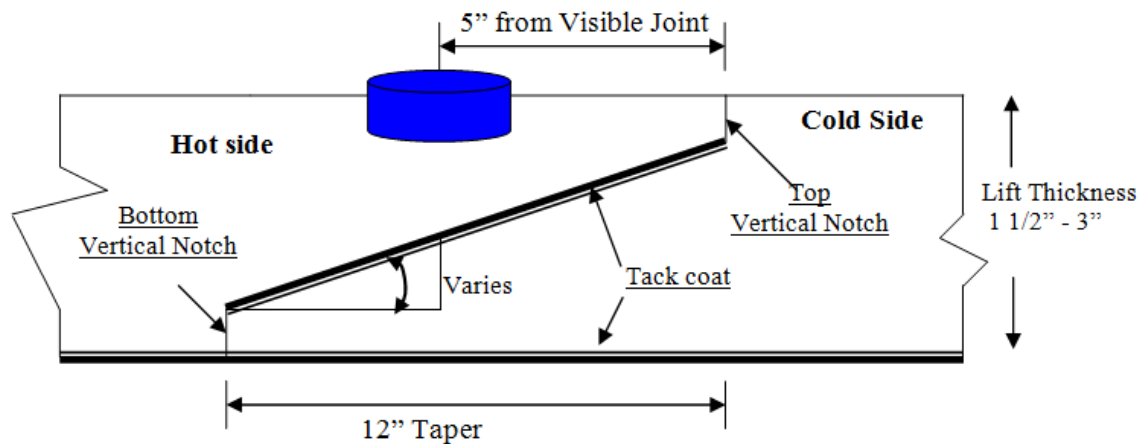 5” from Visible Joint
Hot side
Cold Side
Bottom
Vertical Notch
Top
Vertical Notch
Lift Thickness
1 1/2” - 3”
Varies
Tack coat
12” Taper